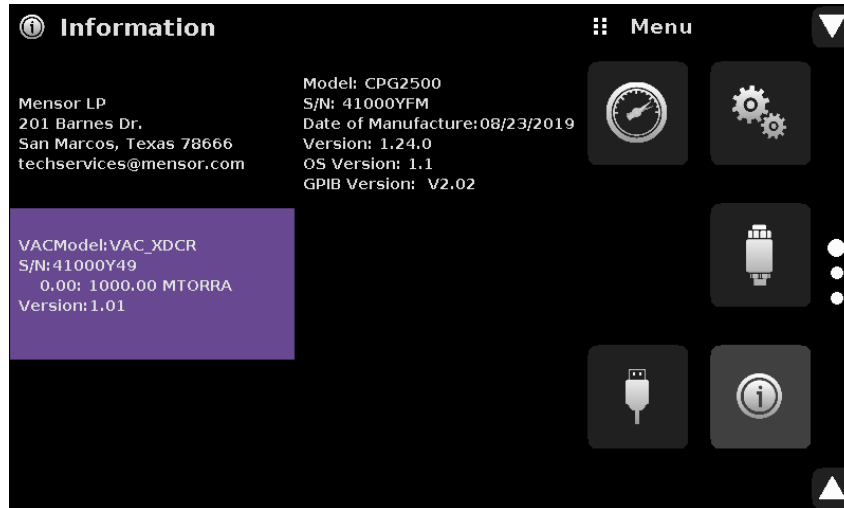 Information
Menu
Mensor LP
201 Barnes Dr.
San Marcos, Texas 78666
techservices@mensor.com
Model: CPG2500
S/N: 41000YFM
Date of Manufacture:08/23/2019
Version: 1.24.0
OS Version: 1.1
GPIB Version: V2.02
VACModel:VAC_XDCR
S/N:41000Y49
0.00: 1000.00 MTORRA
Version:1.01